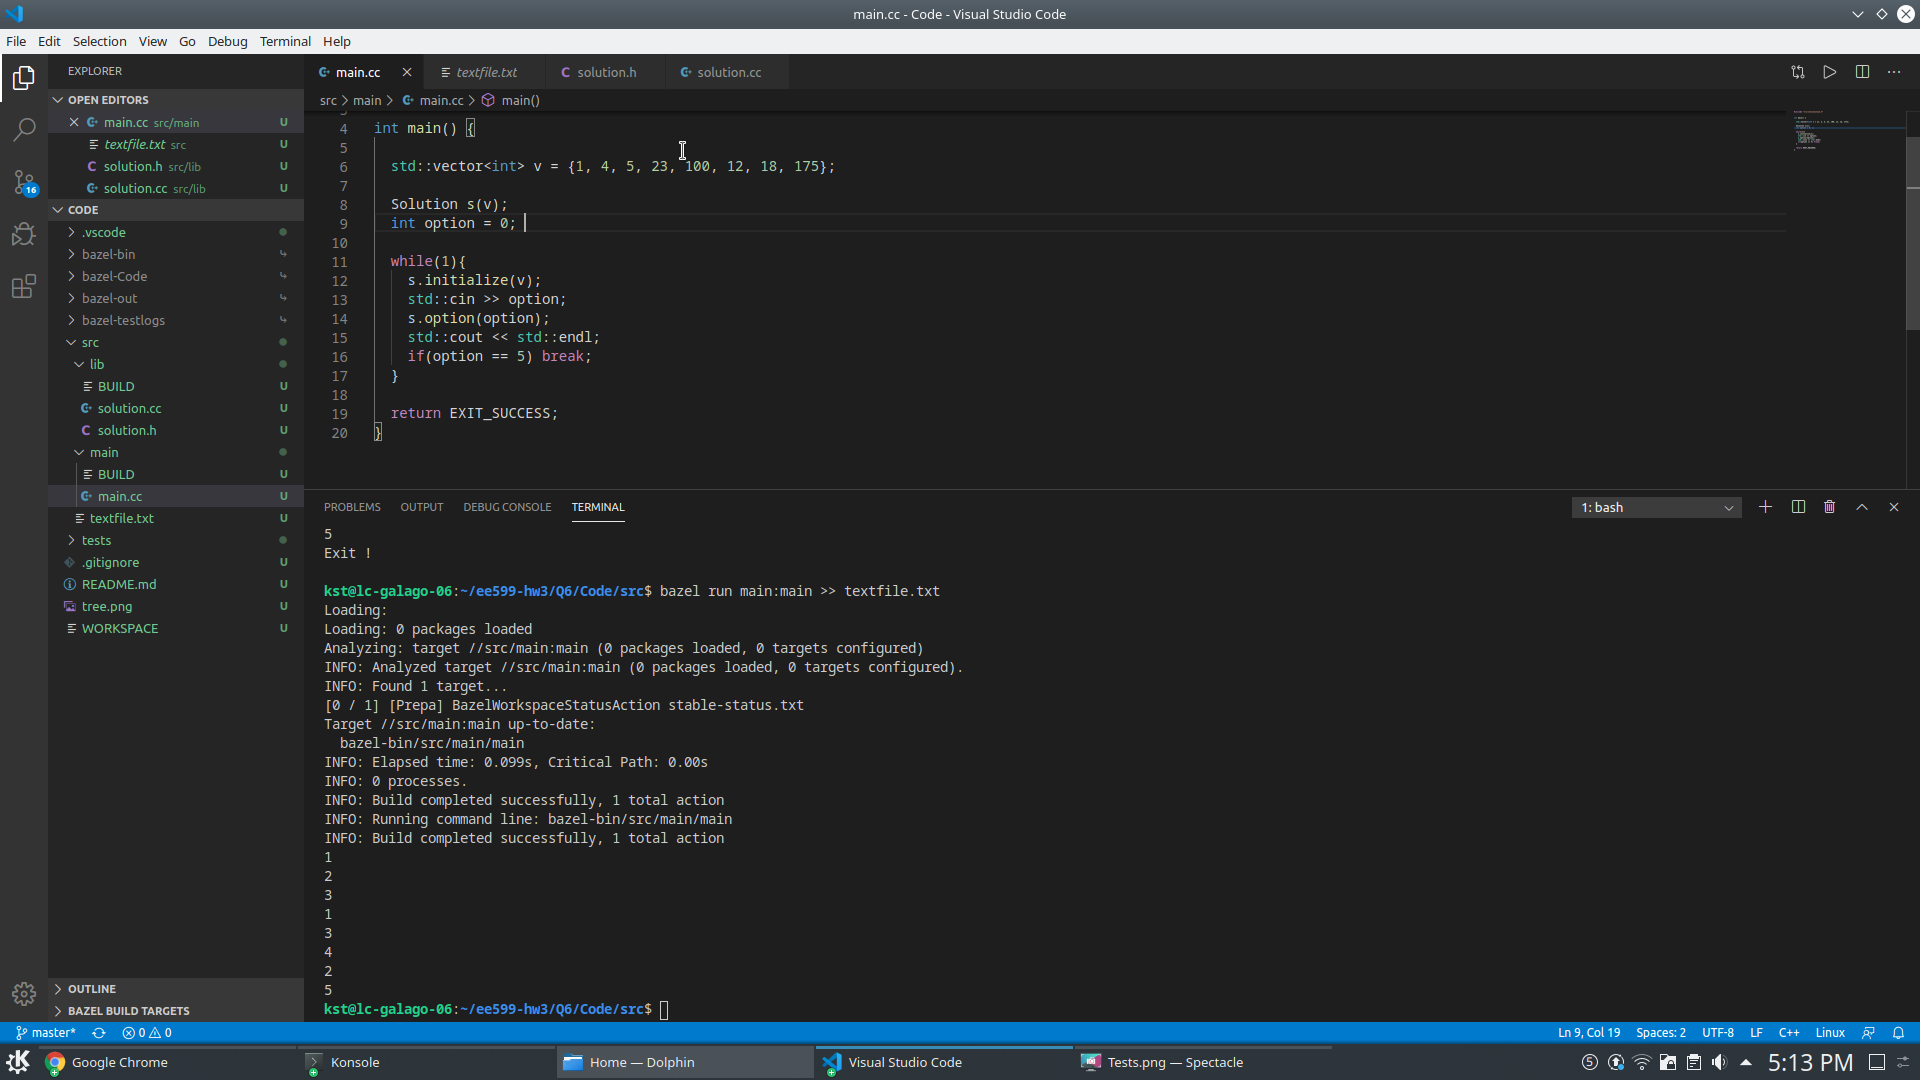 main.cc - Code - Visual Studio Code
File Edit Selection View Go Debug Terminal Help
EXPLORER
OPEN EDITORS
main.cc src/main U
textfile.txt src U
solution.h src/lib U
solution.cc src/lib U
CODE
.vscode
bazel-bin
bazel-Code
bazel-out
bazel-testlogs
src
lib
BUILD U
solution.cc U
solution.h U
main
BUILD U
main.cc U
textfile.txt U
tests
.gitignore U
README.md U
tree.png U
WORKSPACE U
OUTLINE
BAZEL BUILD TARGETS
16
main.cc textfile.txt solution.h solution.cc
src > main > main.cc > main()
4 int main() {
5
6 std::vector<int> v = {1, 4, 5, 23, 100, 12, 18, 175};
7
8 Solution s(v);
9 int option = 0;
10
11 while(1){
12 s.initialize(v);
13 std::cin >> option;
14 s.option(option);
15 std::cout << std::endl;
16 if(option == 5) break;
17 }
18
19 return EXIT_SUCCESS;
20 }
PROBLEMS OUTPUT DEBUG CONSOLE TERMINAL
1: bash
5
Exit !
kst@lc-galago-06:~/ee599-hw3/Q6/Code/src$ bazel run main:main >> textfile.txt
Loading:
Loading: 0 packages loaded
Analyzing: target //src/main:main (0 packages loaded, 0 targets configured)
INFO: Analyzed target //src/main:main (0 packages loaded, 0 targets configured).
INFO: Found 1 target...
[0 / 1] [Prepa] BazelWorkspaceStatusAction stable-status.txt
Target //src/main:main up-to-date:
bazel-bin/src/main/main
INFO: Elapsed time: 0.099s, Critical Path: 0.00s
INFO: 0 processes.
INFO: Build completed successfully, 1 total action
INFO: Running command line: bazel-bin/src/main/main
INFO: Build completed successfully, 1 total action
1
2
3
1
3
4
2
5
kst@lc-galago-06:~/ee599-hw3/Q6/Code/src$
master* 0 0 Ln 9, Col 19 Spaces: 2 UTF-8 LF C++ Linux
Google Chrome Konsole Home — Dolphin Visual Studio Code Tests.png — Spectacle 5:13 PM